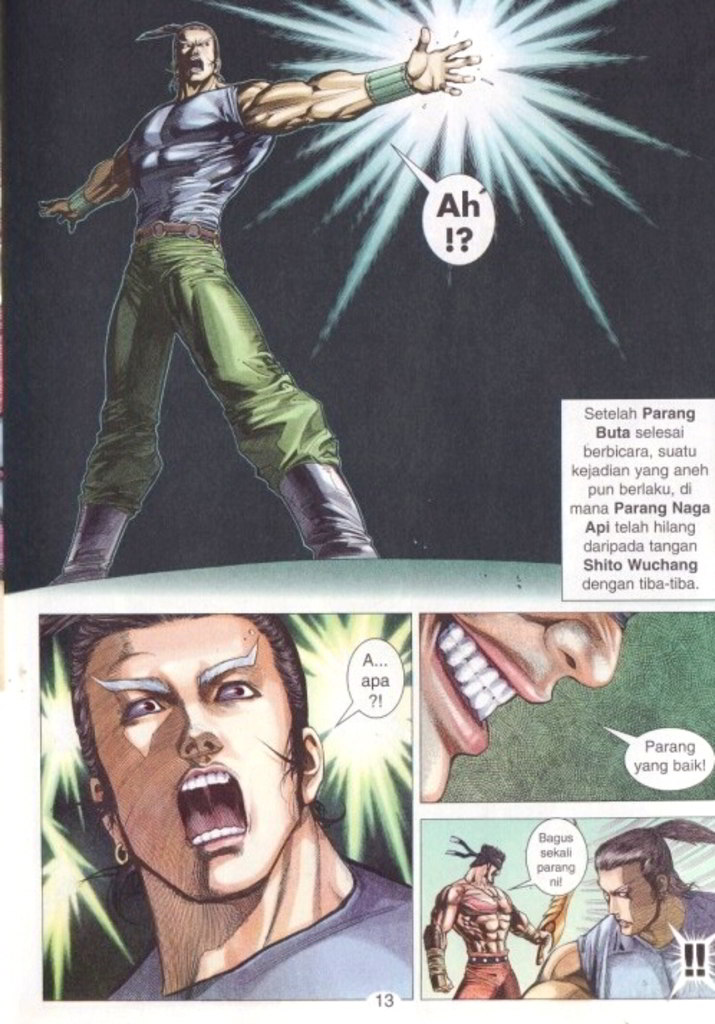 Ah
!?
Setelah Parang
Buta selesai
berbicara, suatu
kejadian yang aneh
pun berlaku, di
mana Parang Naga
Api telah hilang
daripada tangan
Shito Wuchang
dengan tiba-tiba.
A...
apa
?!
Parang
yang baik!
Bagus
sekali
parang
ni!
!!
13